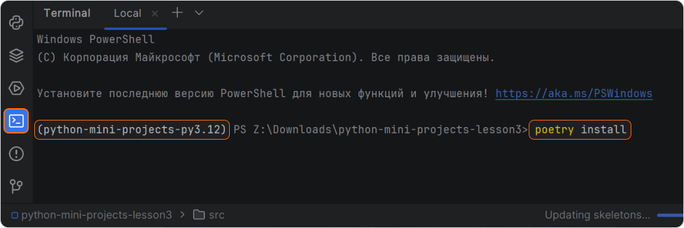 Terminal Local
Windows PowerShell
(C) Корпорация Майкрософт (Microsoft Corporation). Все права защищены.
Установите последнюю версию PowerShell для новых функций и улучшения! https://aka.ms/PSWindows
(python-mini-projects-py3.12) PS Z:\Downloads\python-mini-projects-lesson3> poetry install
python-mini-projects-lesson3 > src Updating skeletons...